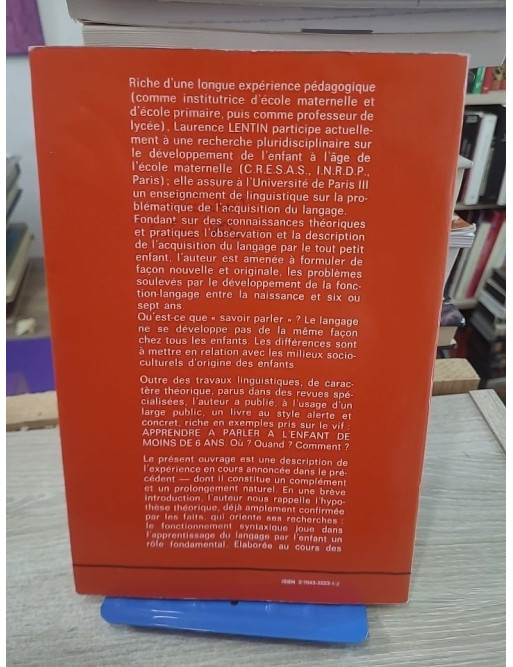 Riche d'une longue expérience pédagogique
(comme institutrice d'école maternelle et
d'école primaire, puis comme professeur de
lycée), Laurence LENTIN participe actuelle-
ment à une recherche pluridisciplinaire sur
le développement de l'enfant à l'âge de
l'école maternelle (C.R.E.S.A.S., I.N.R.D.P.,
Paris) ; elle assure à l'Université de Paris III
un enseignement de linguistique sur la pro-
blématique de l'acquisition du langage.
Fondant sur des connaissances théoriques
et pratiques l'observation et la description
de l'acquisition du langage par le tout petit
enfant, l'auteur est amenée à formuler de
façon nouvelle et originale, les problèmes
soulevés par le développement de la fonc-
tion-langage entre la naissance et six ou
sept ans.
Qu'est-ce que « savoir parler » ? Le langage
ne se développe pas de la même façon
chez tous les enfants. Les différences sont
à mettre en relation avec les milieux socio-
culturels d'origine des enfants.
Outre des travaux linguistiques, de carac-
tère théorique, parus dans des revues spé-
cialisées, l'auteur a publié, à l'usage d'un
large public, un livre au style alerte et
concret, riche en exemples pris sur le vif :
APPRENDRE A PARLER A L'ENFANT DE
MOINS DE 6 ANS. Où ? Quand ? Comment ?
Le présent ouvrage est une description de
l'expérience en cours annoncée dans le pré-
cédent — dont il constitue un complément
et un prolongement naturel. En une brève
introduction, l'auteur nous rappelle l'hypo-
thèse théorique, déjà amplement confirmée
par les faits, qui oriente ses recherches :
le fonctionnement syntaxique joue dans
l'apprentissage du langage par l'enfant un
rôle fondamental. Elaborée au cours des
ISBN